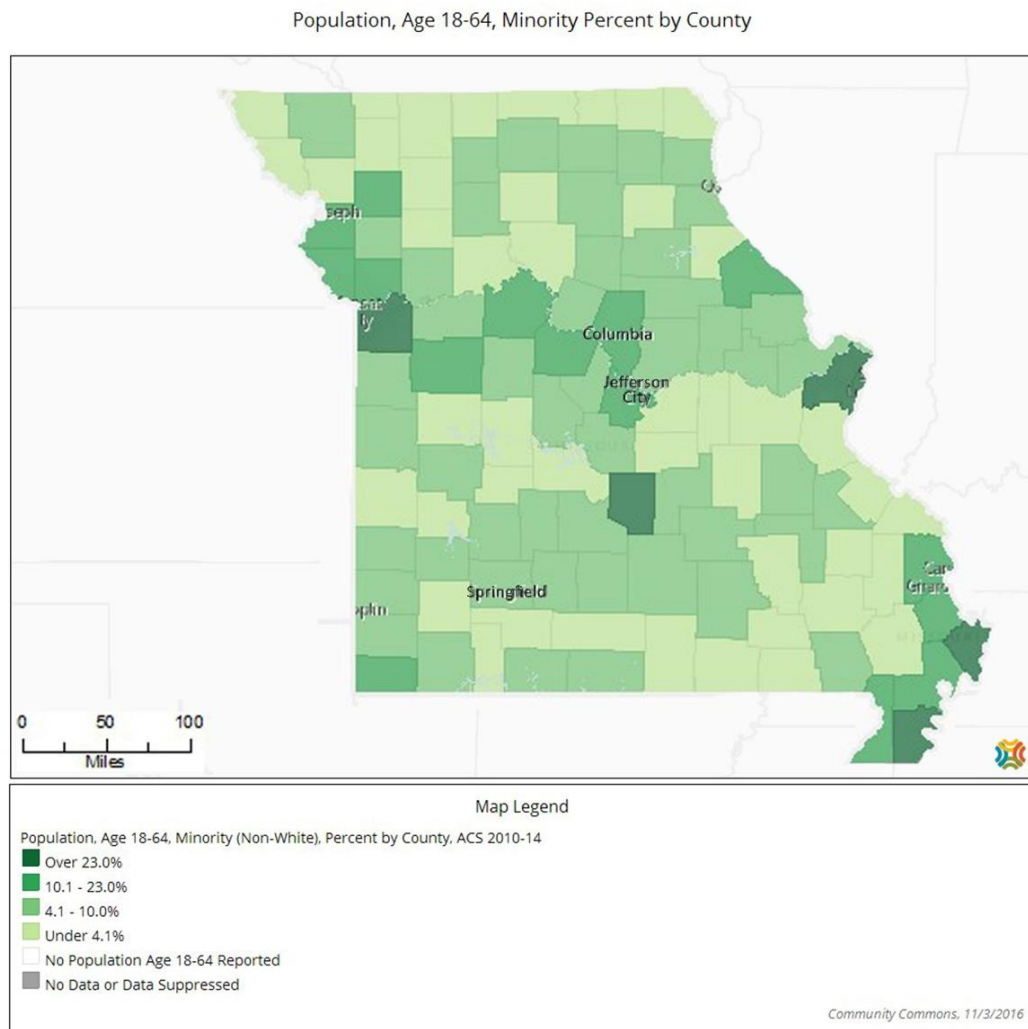 Population, Age 18-64, Minority Percent by County
seph
Columbia
Jefferson
City
Springfield
0 50 100
Miles
Map Legend
Population, Age 18-64, Minority (Non-White), Percent by County, ACS 2010-14
Over 23.0%
10.1 - 23.0%
4.1 - 10.0%
Under 4.1%
No Population Age 18-64 Reported
No Data or Data Suppressed
Community Commons, 11/3/2016